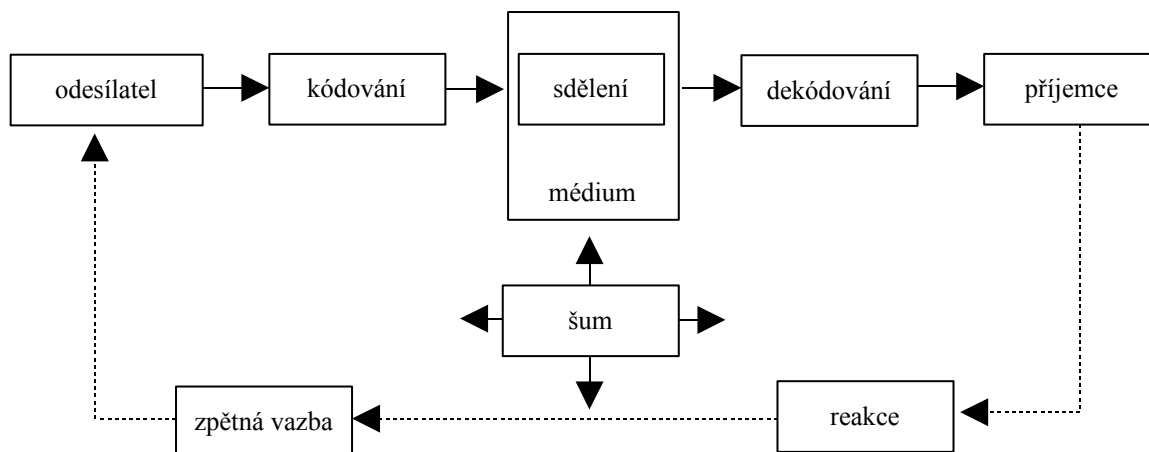 odesílatel
kódování
sdělení
médium
dekódování
příjemce
šum
zpětná vazba
reakce